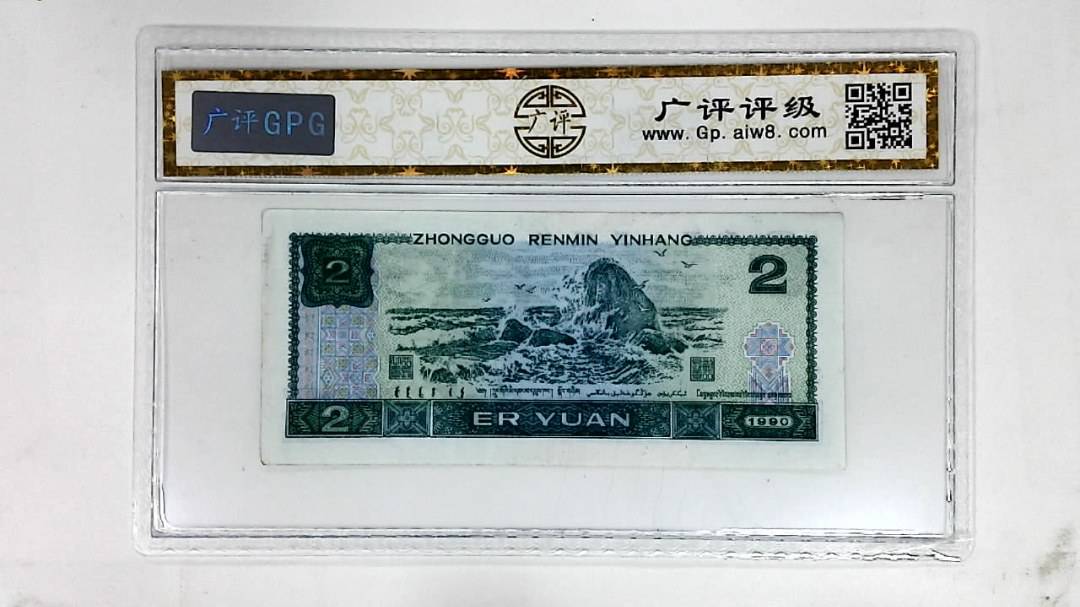 广评GPG
广评
广评评级
www.Gp.aiw8.com
ZHONGGUO RENMIN YINHANG
2
2
2
ER YUAN
1990